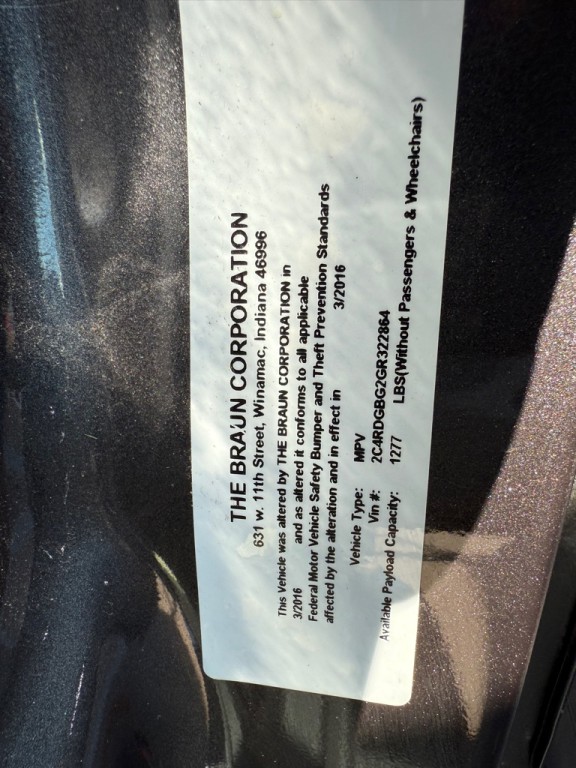 THE BRAUN CORPORATION
631 w. 11th Street, Winamac, Indiana 46996
This Vehicle was altered by THE BRAUN CORPORATION in
3/2016 and as altered it conforms to all applicable
Federal Motor Vehicle Safety Bumper and Theft Prevention Standards
affected by the alteration and in effect in 3/2016
Vehicle Type: MPV
Vin #: 2C4RDGBG2GR322864
Available Payload Capacity: 1277 LBS(Without Passengers & Wheelchairs)